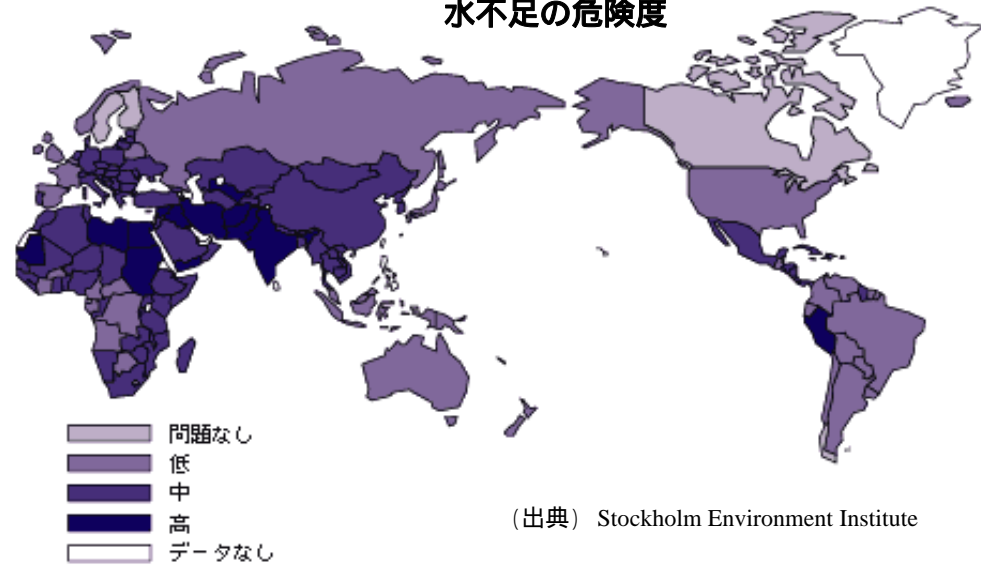 水不足の危険度
問題なし
低
中
高
データなし
（出典） Stockholm Environment Institute